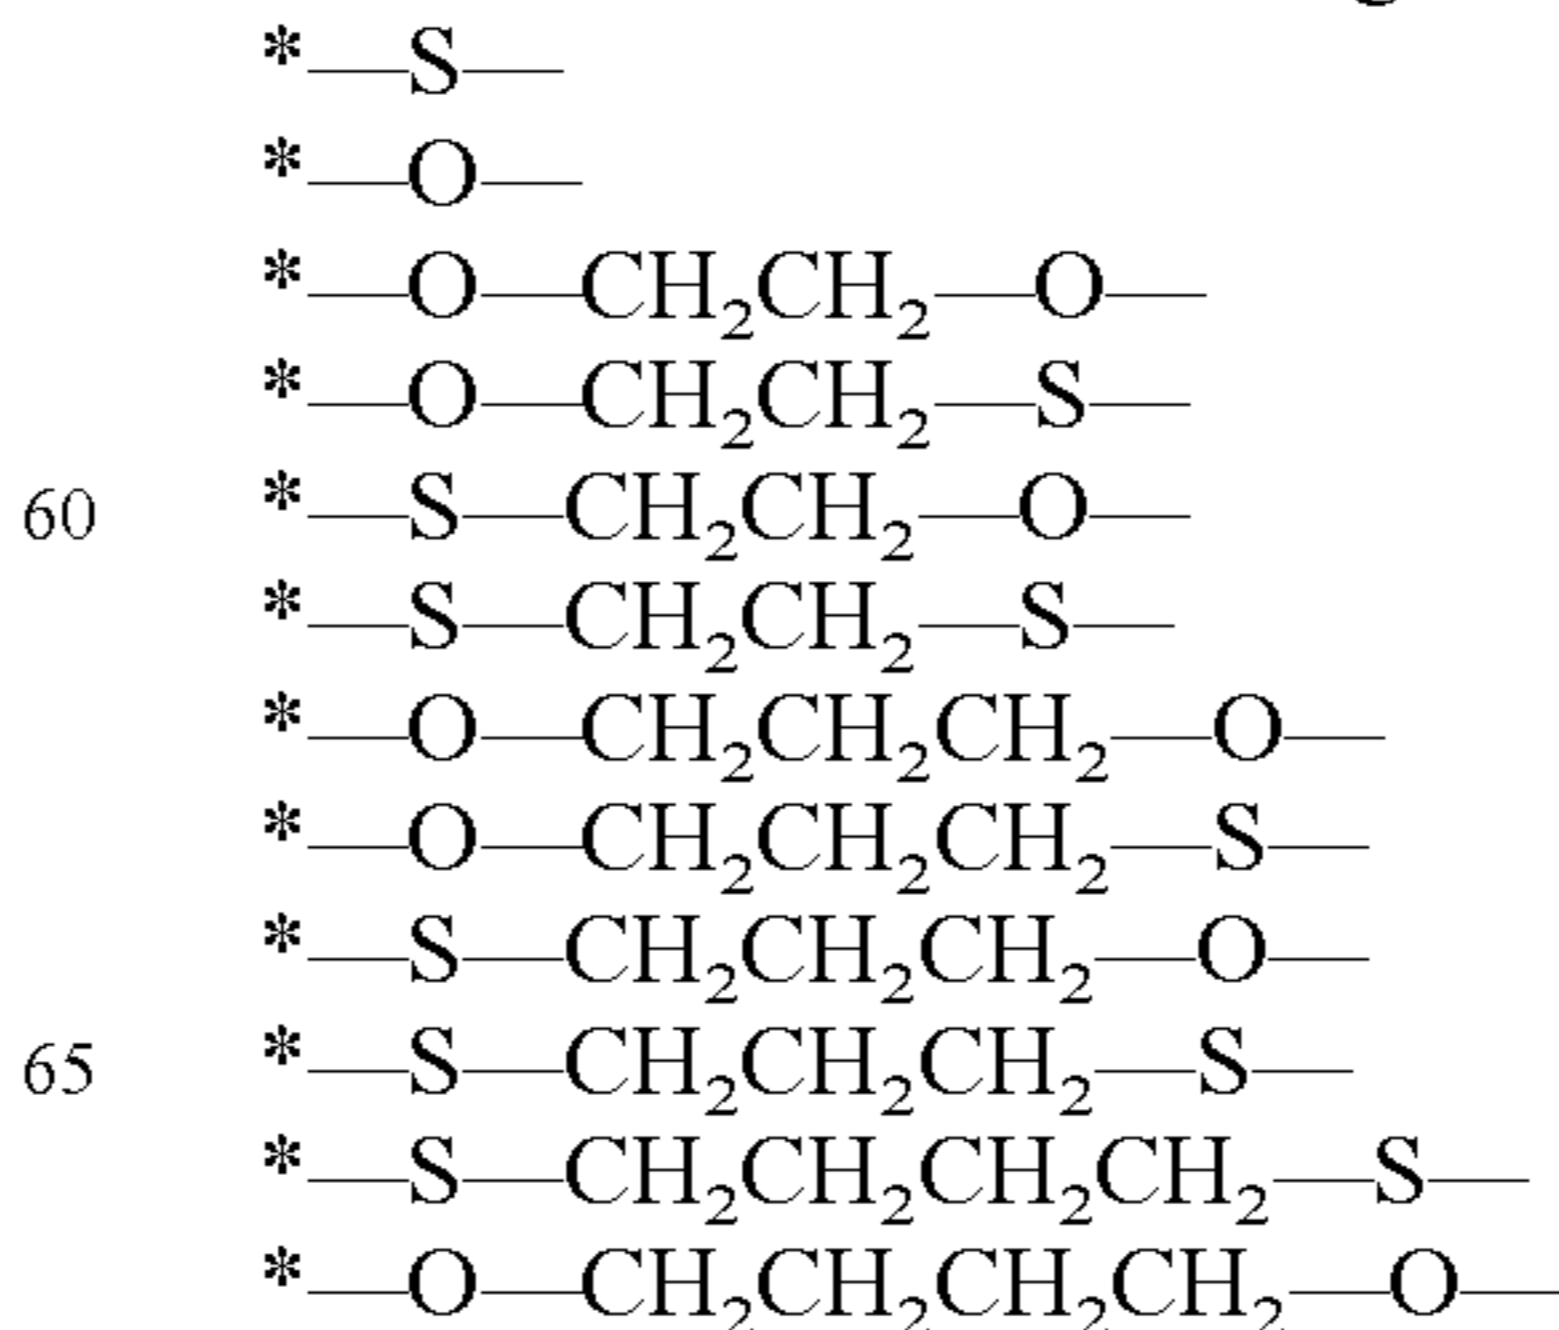 *—S—
*—O—
*—O—CH₂CH₂—O—
*—O—CH₂CH₂—S—
60 *—S—CH₂CH₂—O—
*—S—CH₂CH₂—S—
*—O—CH₂CH₂CH₂—O—
*—O—CH₂CH₂CH₂—S—
*—S—CH₂CH₂CH₂—O—
65 *—S—CH₂CH₂CH₂—S—
*—S—CH₂CH₂CH₂CH₂—S—
*—O—CH₂CH₂CH₂CH₂—O—